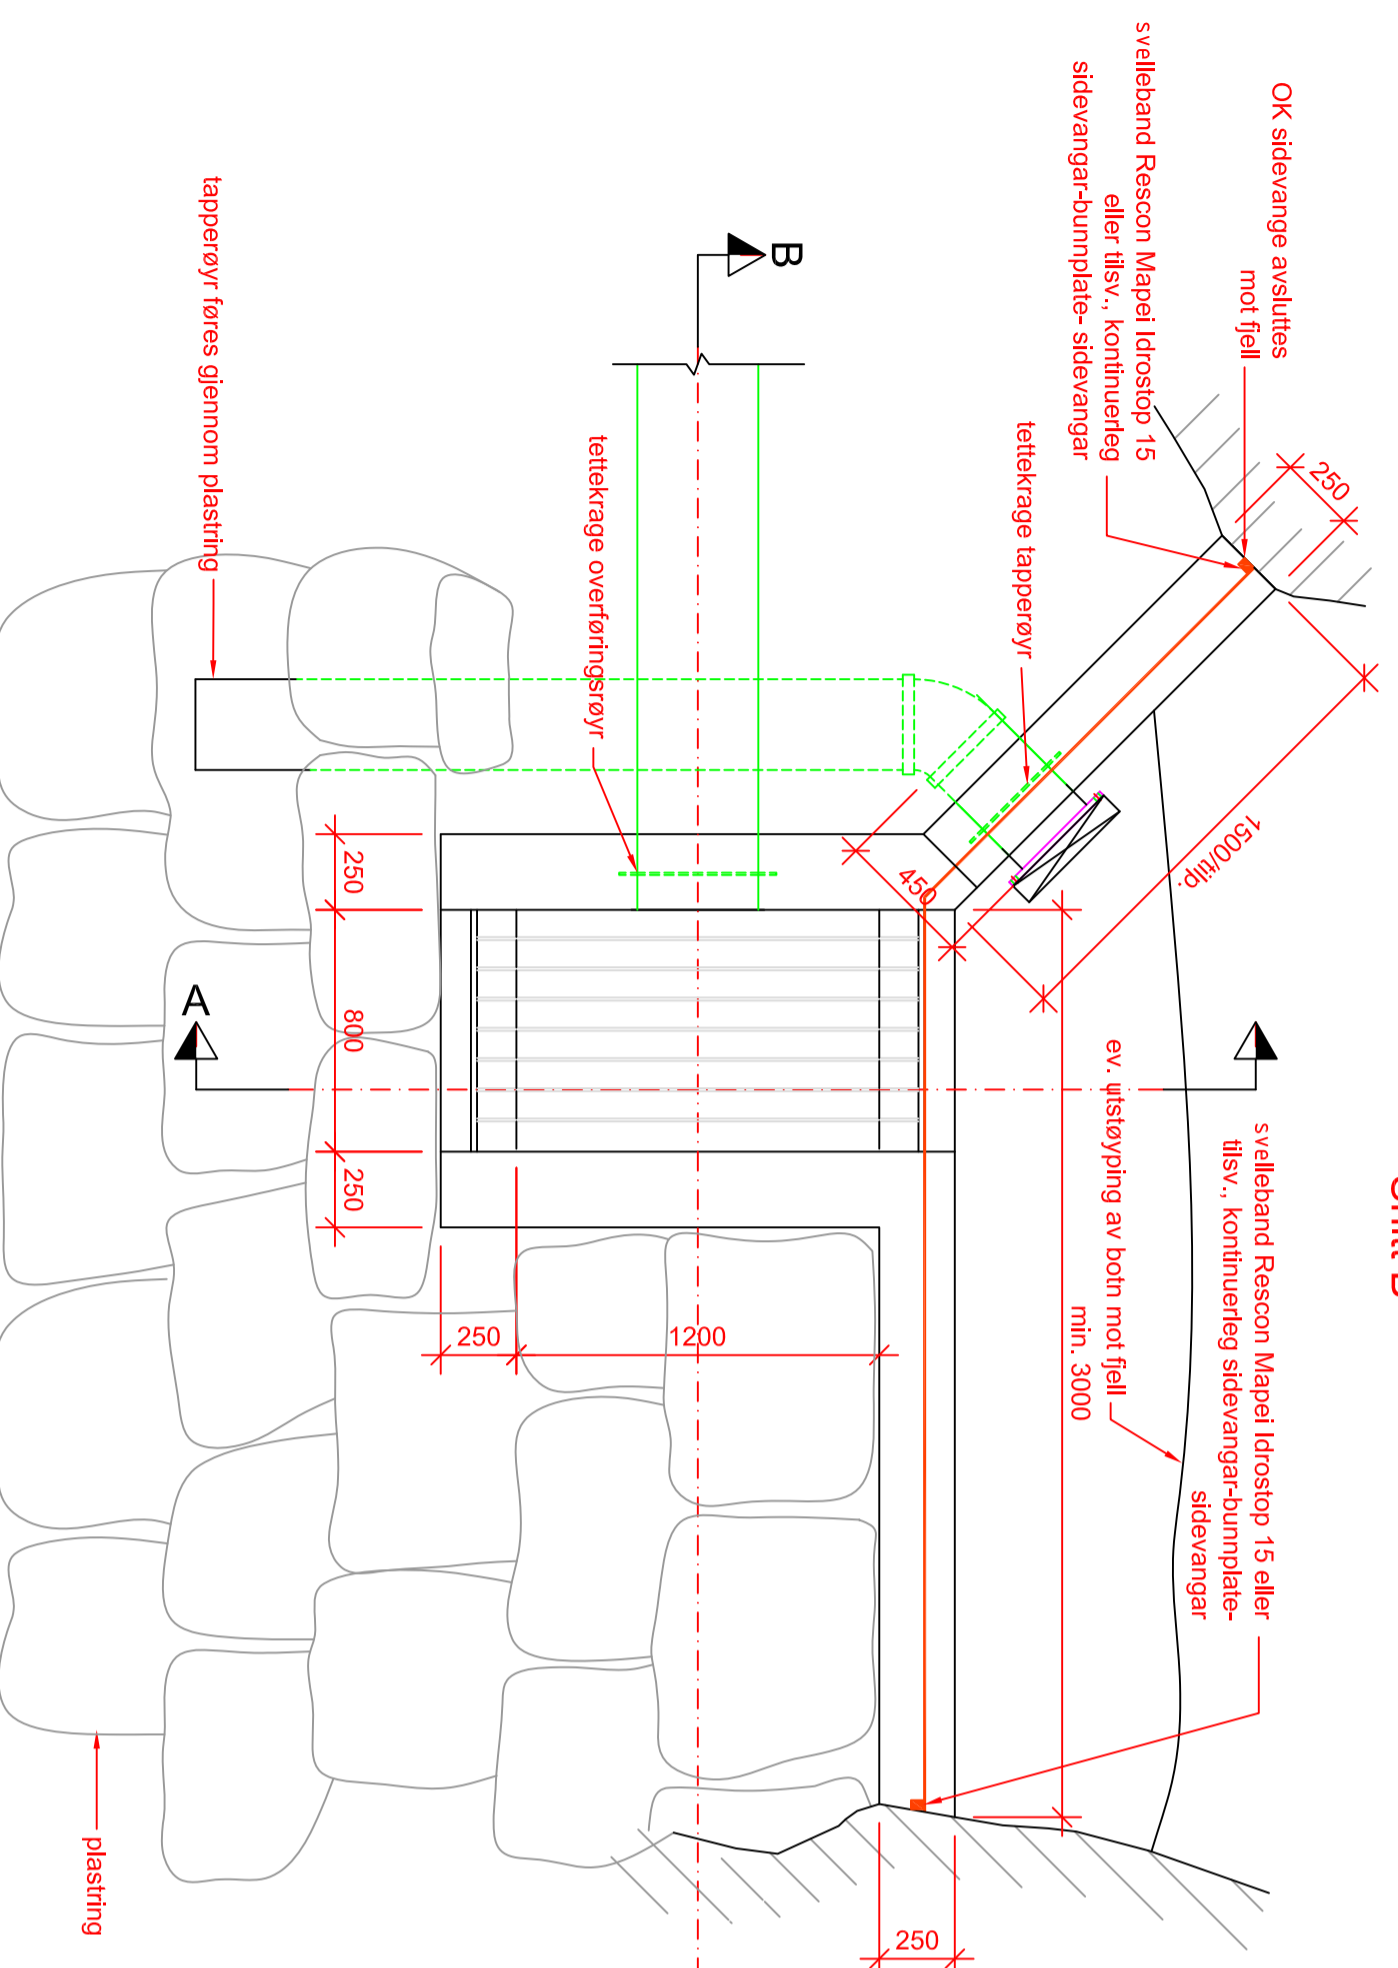 OK sidevange avsluttes
mot fjell
svelleband Rescon Mapei Idrostop 15
eller tilsv., kontinuerleg
sidevangar-bunnplate- sidevangar
B
tapperøyr føres gjennom plastring
tettekrage overføringsrøyr
tettekrage tapperøyr
250
1500/tilp.
450
250
800
250
A
ev. utstøyping av botn mot fjell
min. 3000
svelleband Rescon Mapei Idrostop 15 eller
tilsv., kontinuerleg sidevangar-bunnplate-
sidevangar
250
1200
250
plastring